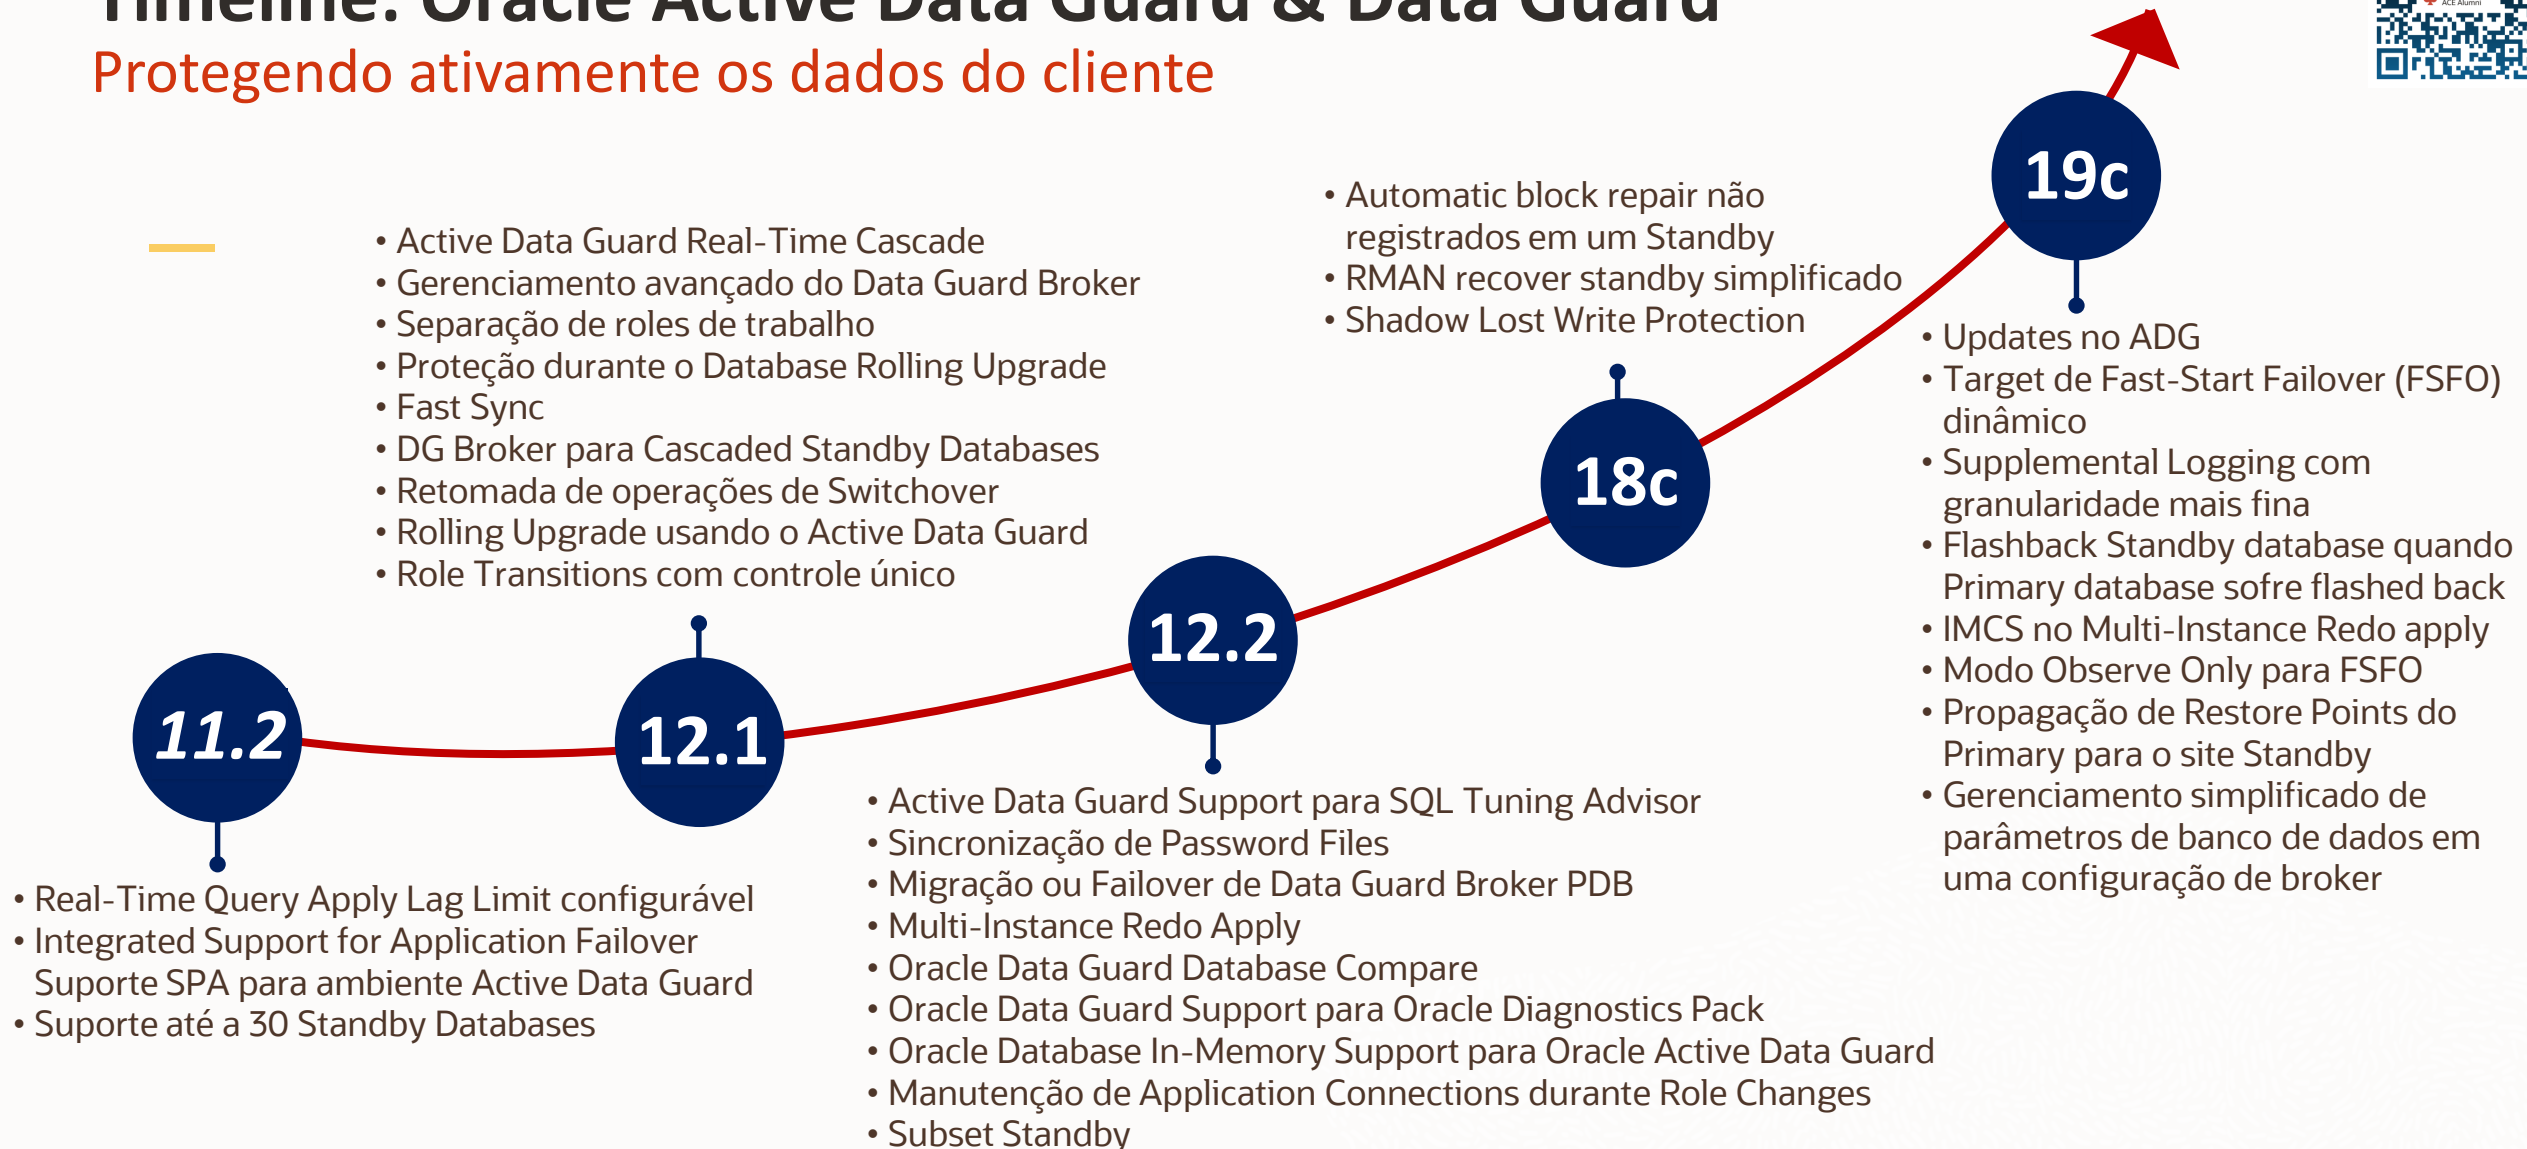 Timeline: Oracle Active Data Guard & Data Guard
Protegendo ativamente os dados do cliente
ACE Alumni
11.2
• Real-Time Query Apply Lag Limit configurável
• Integrated Support for Application Failover
Suporte SPA para ambiente Active Data Guard
• Suporte até a 30 Standby Databases
12.1
• Active Data Guard Real-Time Cascade
• Gerenciamento avançado do Data Guard Broker
• Separação de roles de trabalho
• Proteção durante o Database Rolling Upgrade
• Fast Sync
• DG Broker para Cascaded Standby Databases
• Retomada de operações de Switchover
• Rolling Upgrade usando o Active Data Guard
• Role Transitions com controle único
12.2
• Active Data Guard Support para SQL Tuning Advisor
• Sincronização de Password Files
• Migração ou Failover de Data Guard Broker PDB
• Multi-Instance Redo Apply
• Oracle Data Guard Database Compare
• Oracle Data Guard Support para Oracle Diagnostics Pack
• Oracle Database In-Memory Support para Oracle Active Data Guard
• Manutenção de Application Connections durante Role Changes
• Subset Standby
18c
• Automatic block repair não
registrados em um Standby
• RMAN recover standby simplificado
• Shadow Lost Write Protection
19c
• Updates no ADG
• Target de Fast-Start Failover (FSFO)
dinâmico
• Supplemental Logging com
granularidade mais fina
• Flashback Standby database quando
Primary database sofre flashed back
• IMCS no Multi-Instance Redo apply
• Modo Observe Only para FSFO
• Propagação de Restore Points do
Primary para o site Standby
• Gerenciamento simplificado de
parâmetros de banco de dados em
uma configuração de broker